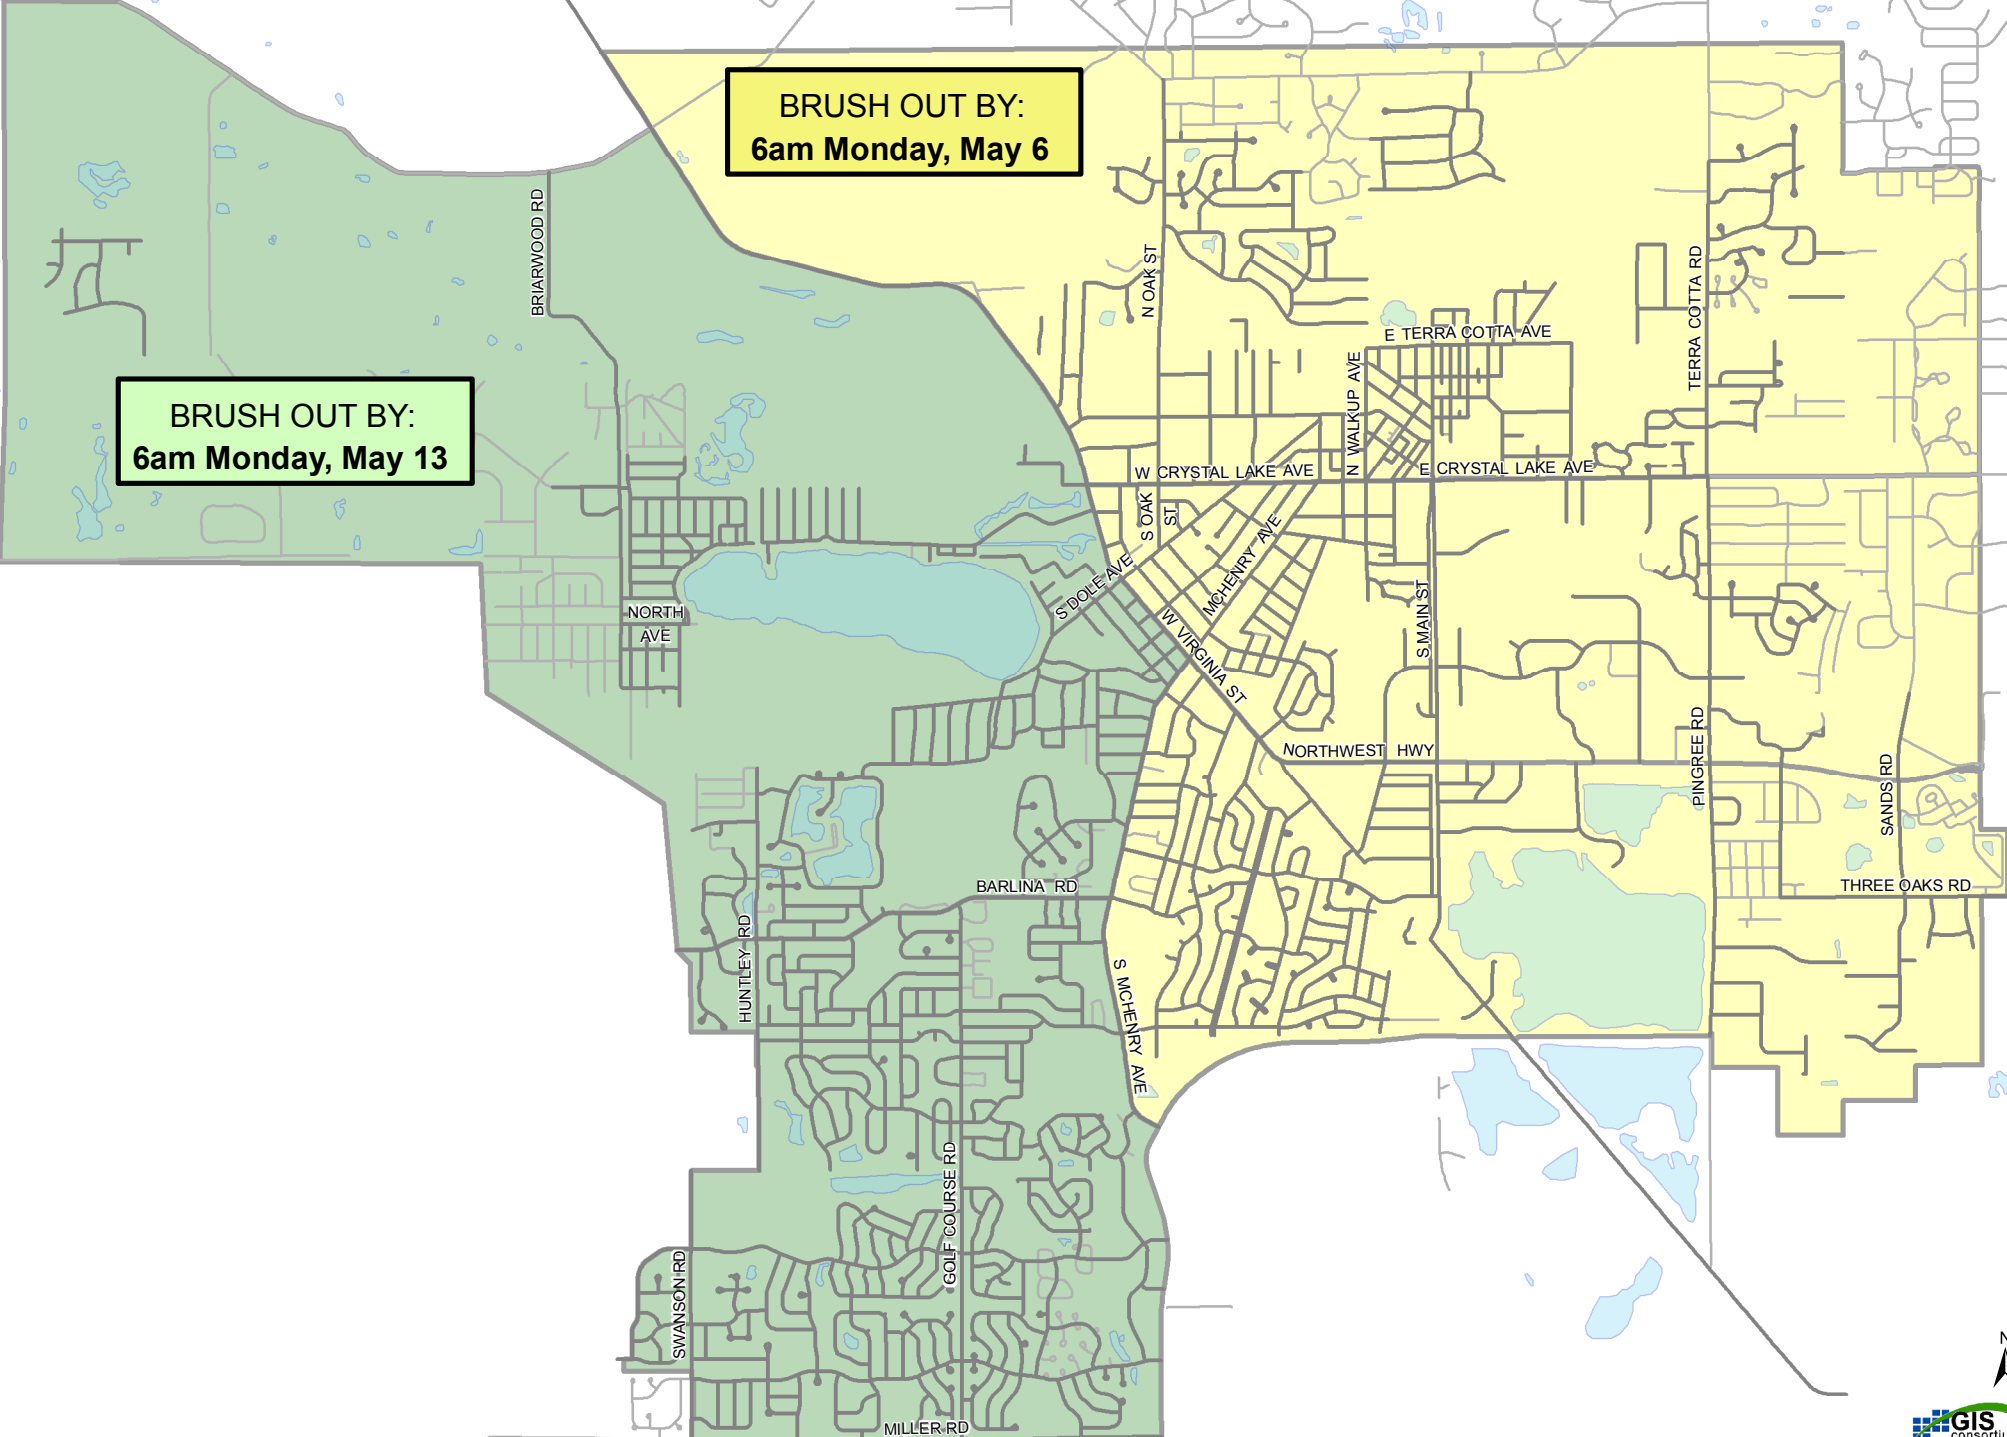 BRUSH OUT BY:
6am Monday, May 6
BRIARWOOD RD
N OAK ST
TERRA COTTA RD
E TERRA COTTA AVE
N WALKUP AVE
BRUSH OUT BY:
6am Monday, May 13
W CRYSTAL LAKE AVE
E CRYSTAL LAKE AVE
S OAK
ST
MCHENRY AVE
S DOLE AVE
NORTH
AVE
S MAIN ST
W VIRGINIA ST
NORTHWEST HWY
PINGREE RD
SANDS RD
BARLINA RD
THREE OAKS RD
HUNTLEY RD
S MCHENRY AVE
GOLF COURSE RD
SWANSON RD
MILLER RD
N
GIS